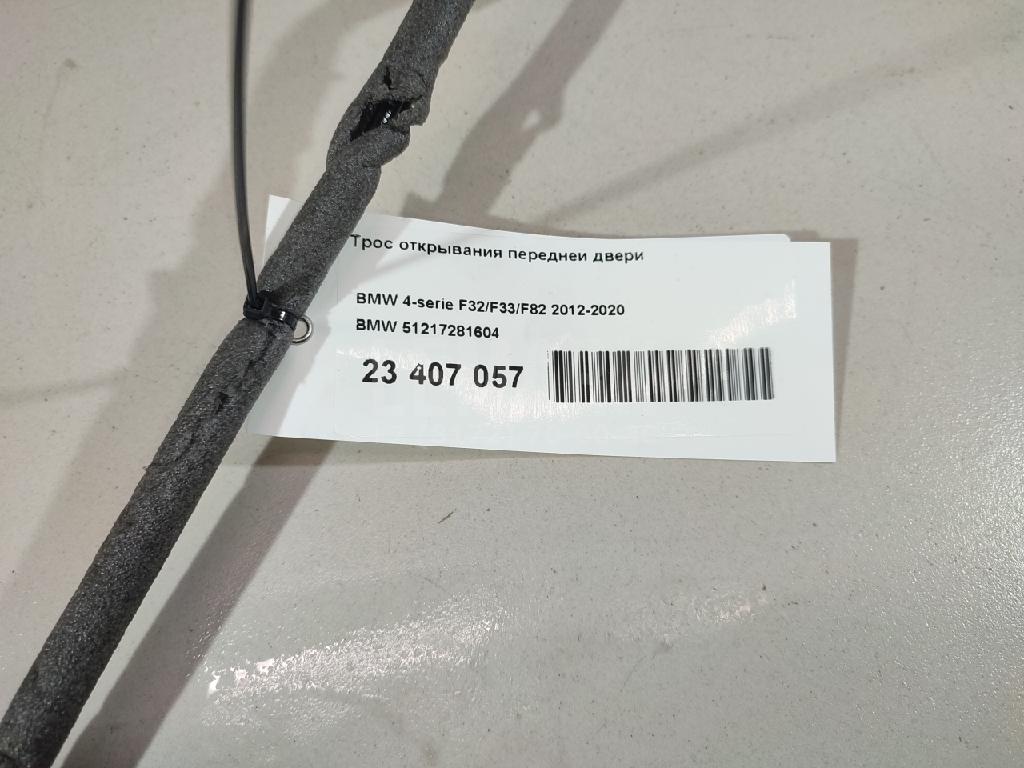 Трос открывания передней двери
BMW 4-serie F32/F33/F82 2012-2020
BMW 51217281604
23 407 057